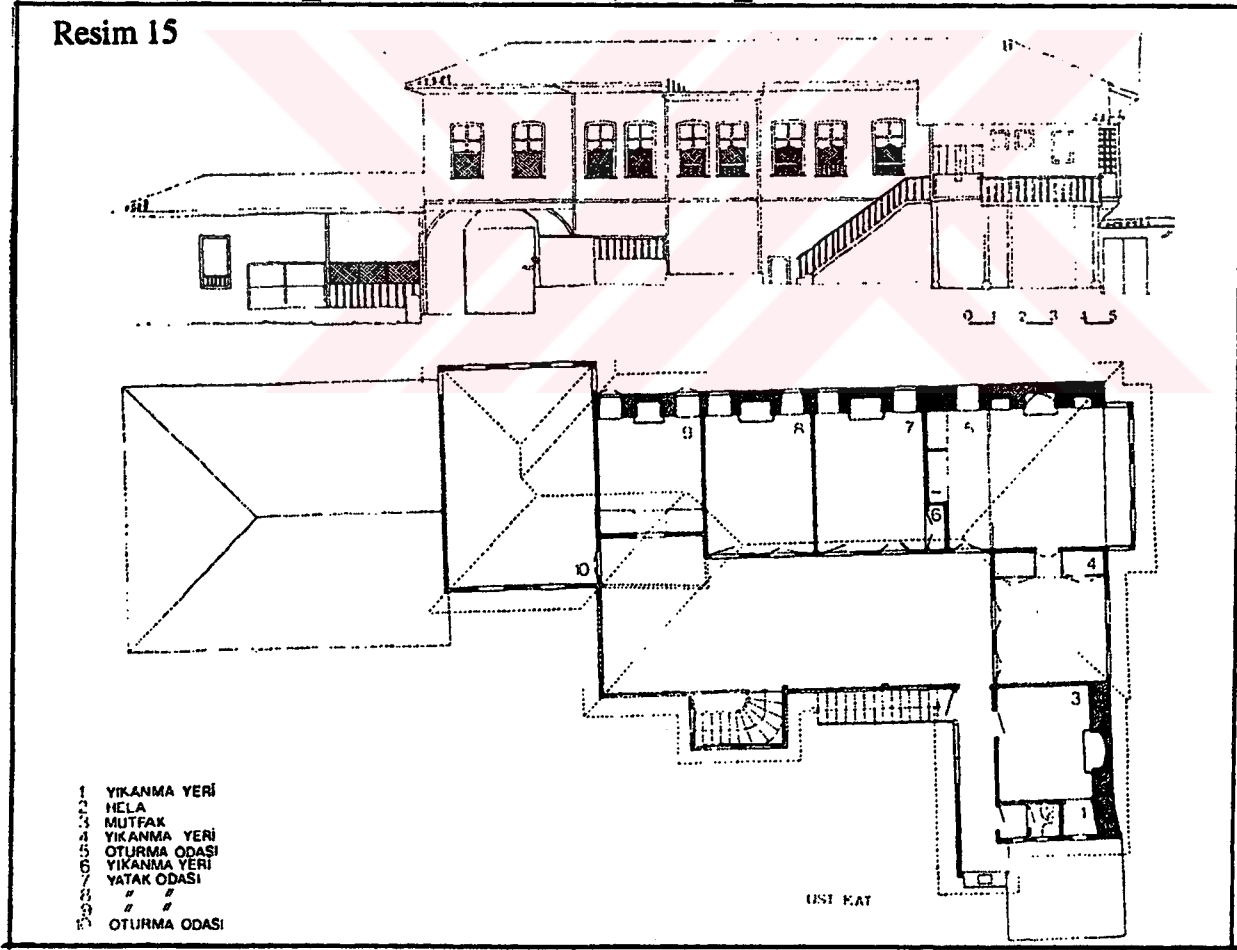 Resim 15
0 1 2 3 4 5
9 8 7 5
6
10 4
3
1
1 YIKANMA YERİ
2 HELA
3 MUTFAK
4 YIKANMA YERİ
5 OTURMA ODASI
6 YIKANMA YERİ
7 YATAK ODASI
8 〃 〃
9 〃 〃
10 OTURMA ODASI
ÜST KAT